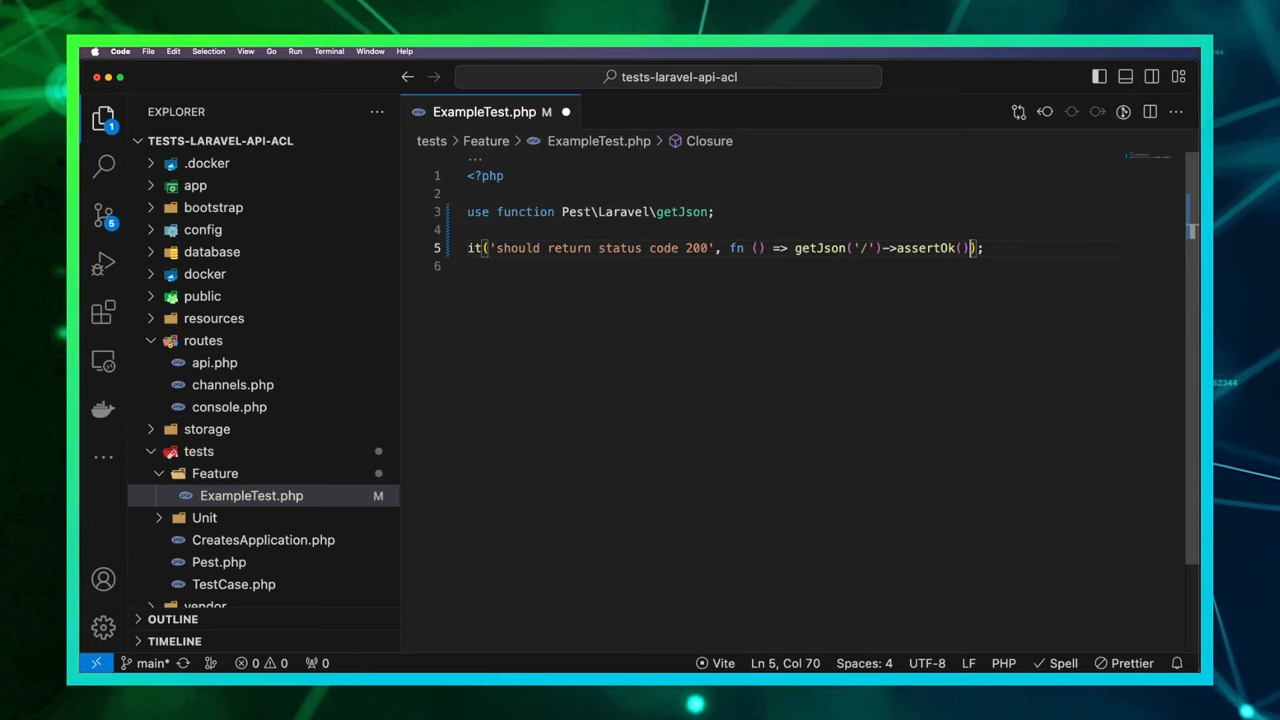 Code File Edit Selection View Go Run Terminal Window Help
tests-laravel-api-acl
EXPLORER
ExampleTest.php M
1
TESTS-LARAVEL-API-ACL
tests > Feature > ExampleTest.php > Closure
.docker
app
bootstrap
config
database
docker
public
resources
routes
api.php
channels.php
console.php
storage
tests
Feature
ExampleTest.php M
Unit
CreatesApplication.php
Pest.php
TestCase.php
vendor
OUTLINE
TIMELINE
5
...
1 <?php
2
3 use function Pest\Laravel\getJson;
4
5 it('should return status code 200', fn () => getJson('/')->assertOk());
6
main* 0 0 0 Vite Ln 5, Col 70 Spaces: 4 UTF-8 LF PHP Spell Prettier
62344